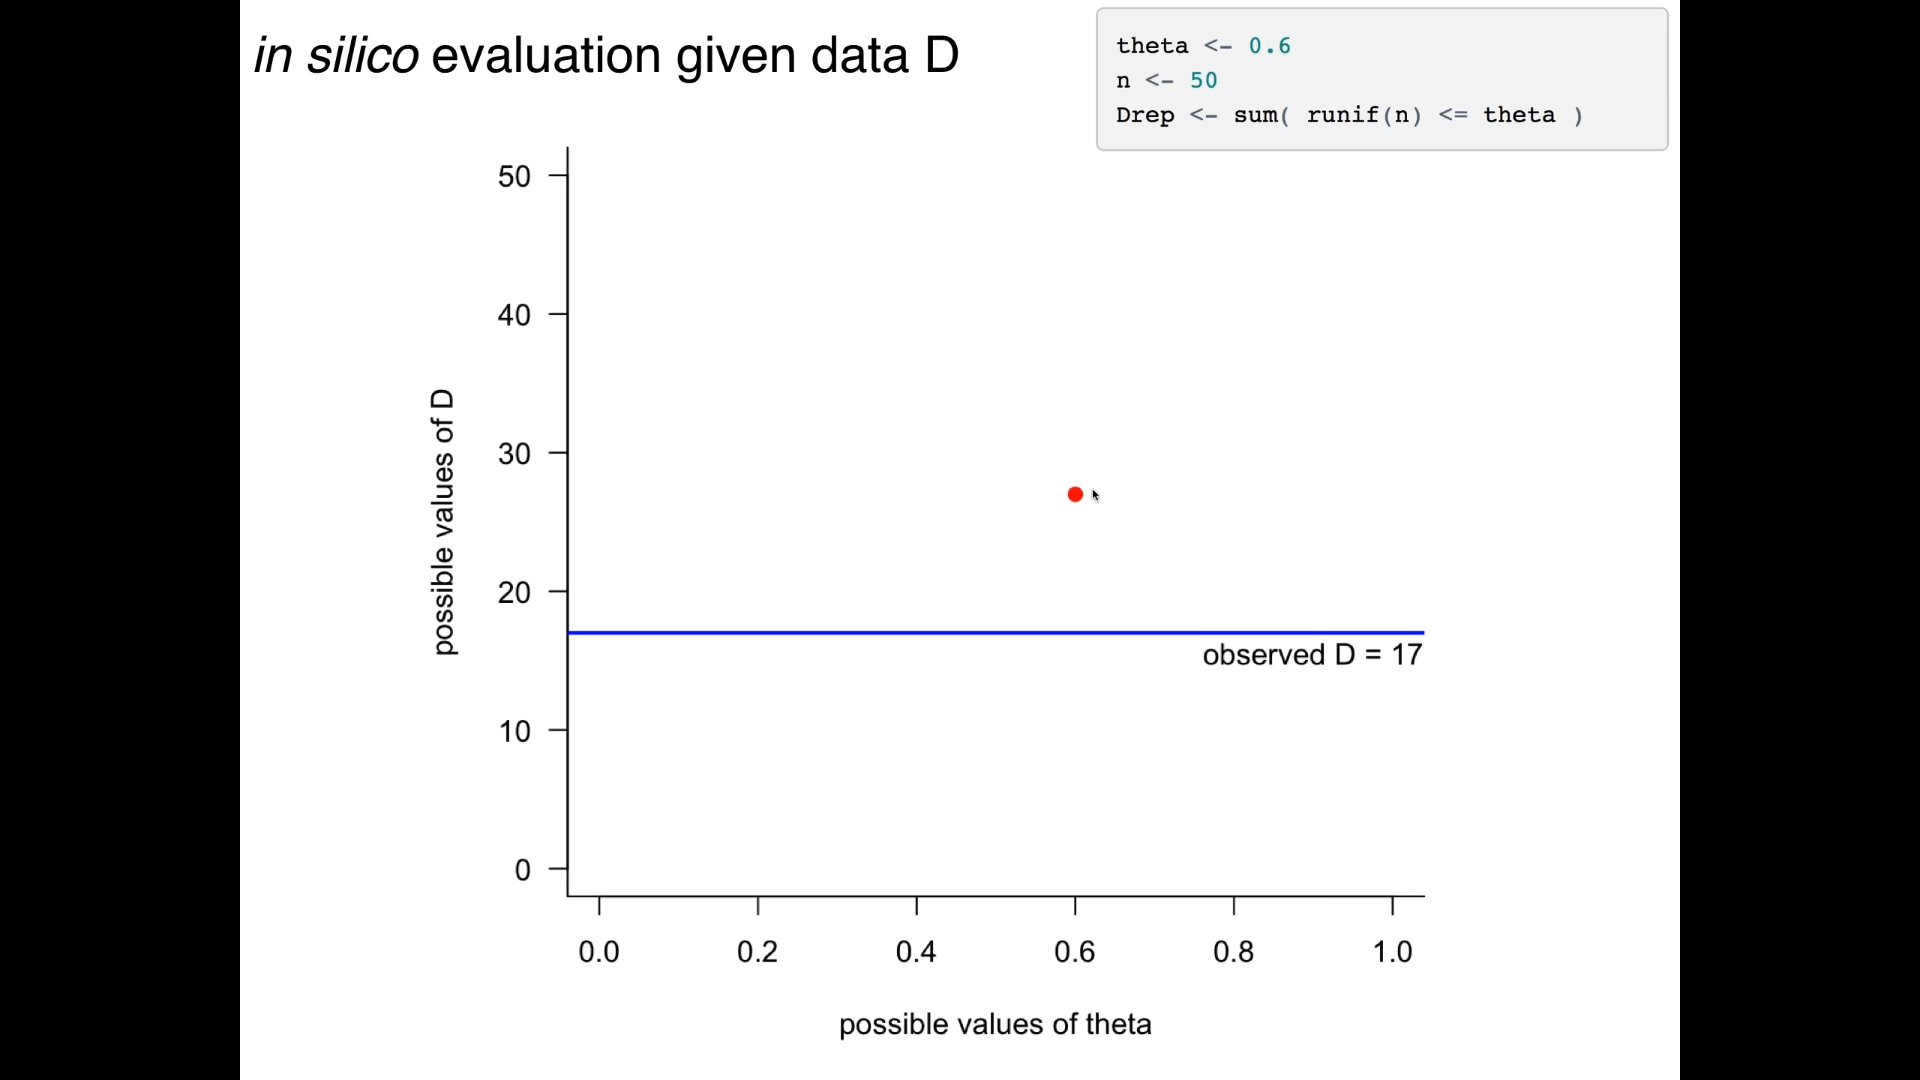 in silico evaluation given data D
theta <- 0.6
n <- 50
Drep <- sum( runif(n) <= theta )
50
40
30
20
10
0
possible values of D
observed D = 17
0.0 0.2 0.4 0.6 0.8 1.0
possible values of theta